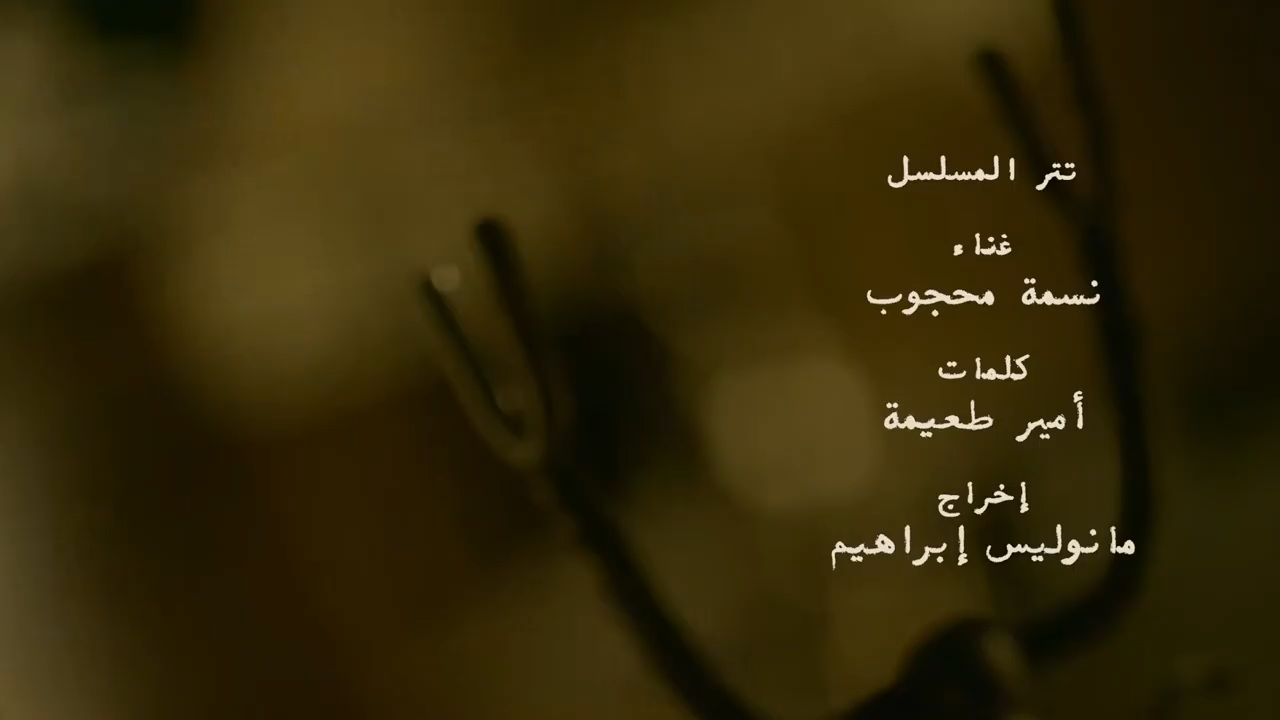 تتر المسلسل
غناء
نسمة محجوب
كلمات
أمير طعيمة
إخراج
مانوليس إبراهيم